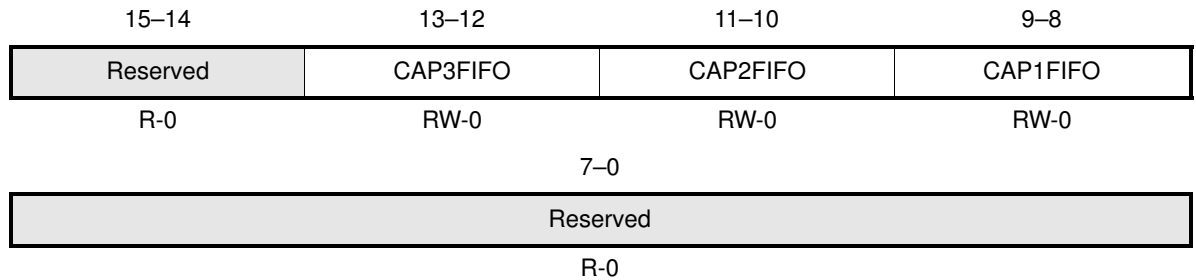 15–14 13–12 11–10 9–8
Reserved CAP3FIFO CAP2FIFO CAP1FIFO
R-0 RW-0 RW-0 RW-0
7–0
Reserved
R-0